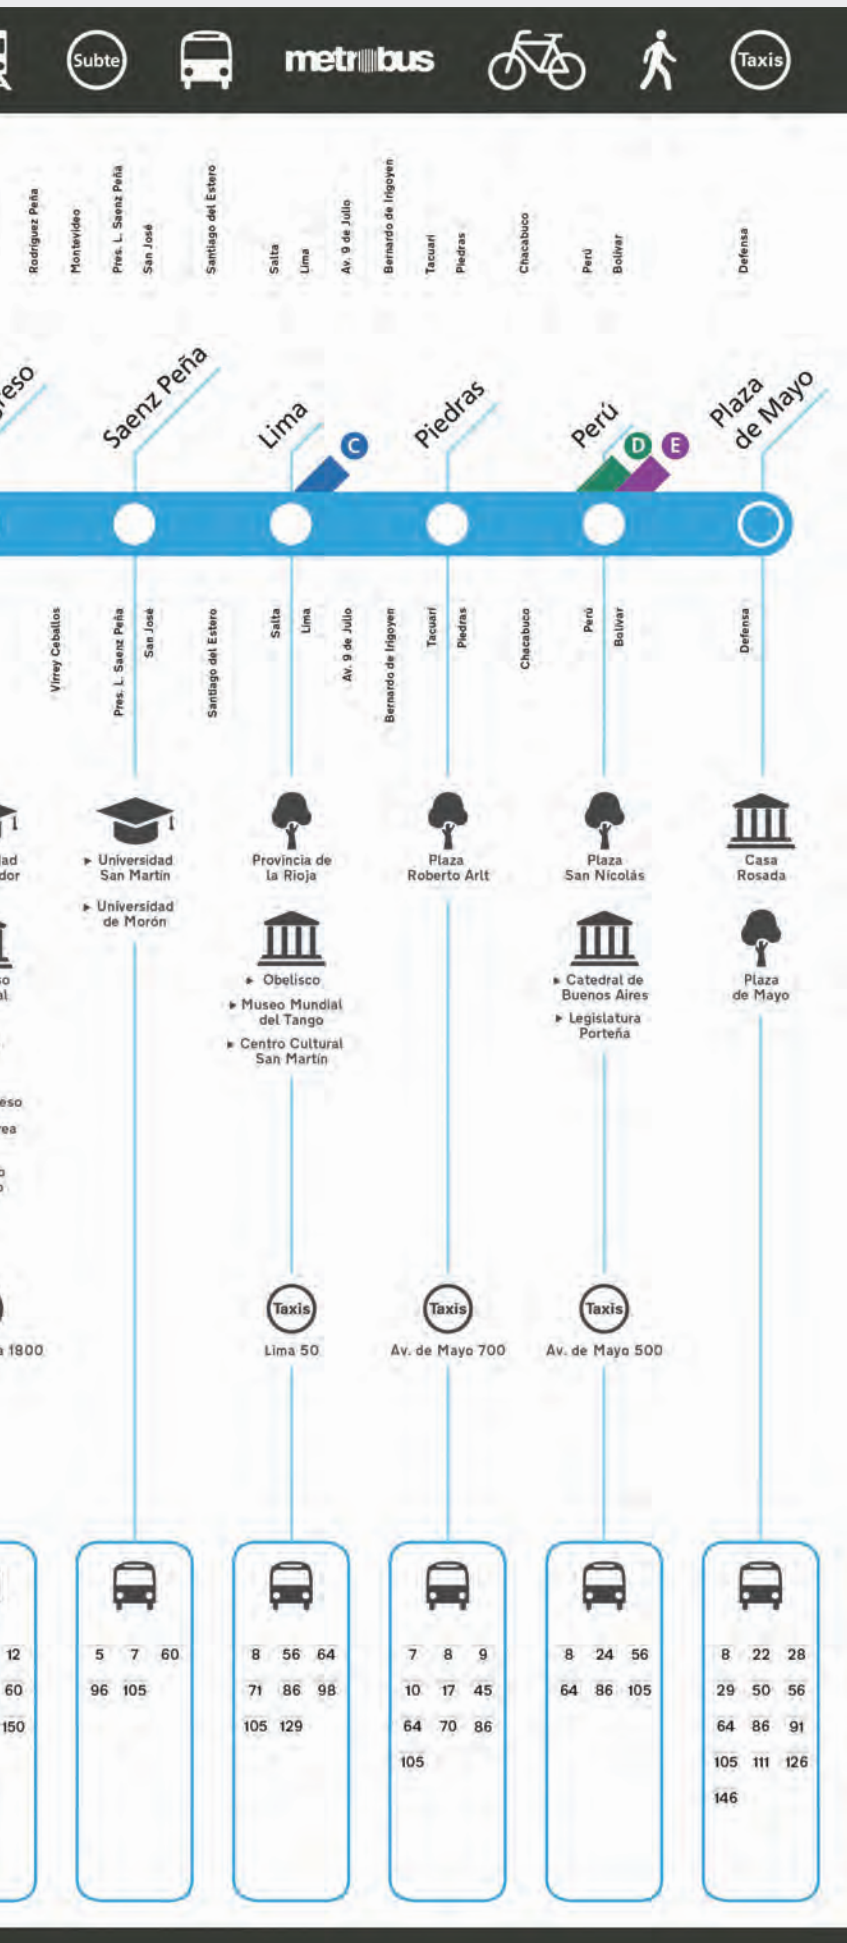 Subte
metrobus
Taxis
Rodríguez Peña
Montevideo
Pres. L. Saenz Peña
San José
Santiago del Estero
Salta
Lima
Av. 9 de Julio
Bernardo de Irigoyen
Tacuarí
Piedras
Chacabuco
Perú
Bolívar
Defensa
reso
Saenz Peña
Lima
C
Piedras
Perú
D
E
Plaza
de Mayo
Virrey Ceballos
Pres. L. Saenz Peña
San José
Santiago del Estero
Salta
Lima
Av. 9 de Julio
Bernardo de Irigoyen
Tacuarí
Piedras
Chacabuco
Perú
Bolívar
Defensa
dad
dor
so
al
eso
rea
o
o
a 1800
12
60
150
▸ Universidad
San Martín
▸ Universidad
de Morón
5 7 60
96 105
Provincia de
la Rioja
▸ Obelisco
▸ Museo Mundial
del Tango
▸ Centro Cultural
San Martín
Taxis
Lima 50
8 56 64
71 86 98
105 129
Plaza
Roberto Arlt
Taxis
Av. de Mayo 700
7 8 9
10 17 45
64 70 86
105
Plaza
San Nicolás
▸ Catedral de
Buenos Aires
▸ Legislatura
Porteña
Taxis
Av. de Mayo 500
8 24 56
64 86 105
Casa
Rosada
Plaza
de Mayo
8 22 28
29 50 56
64 86 91
105 111 126
146